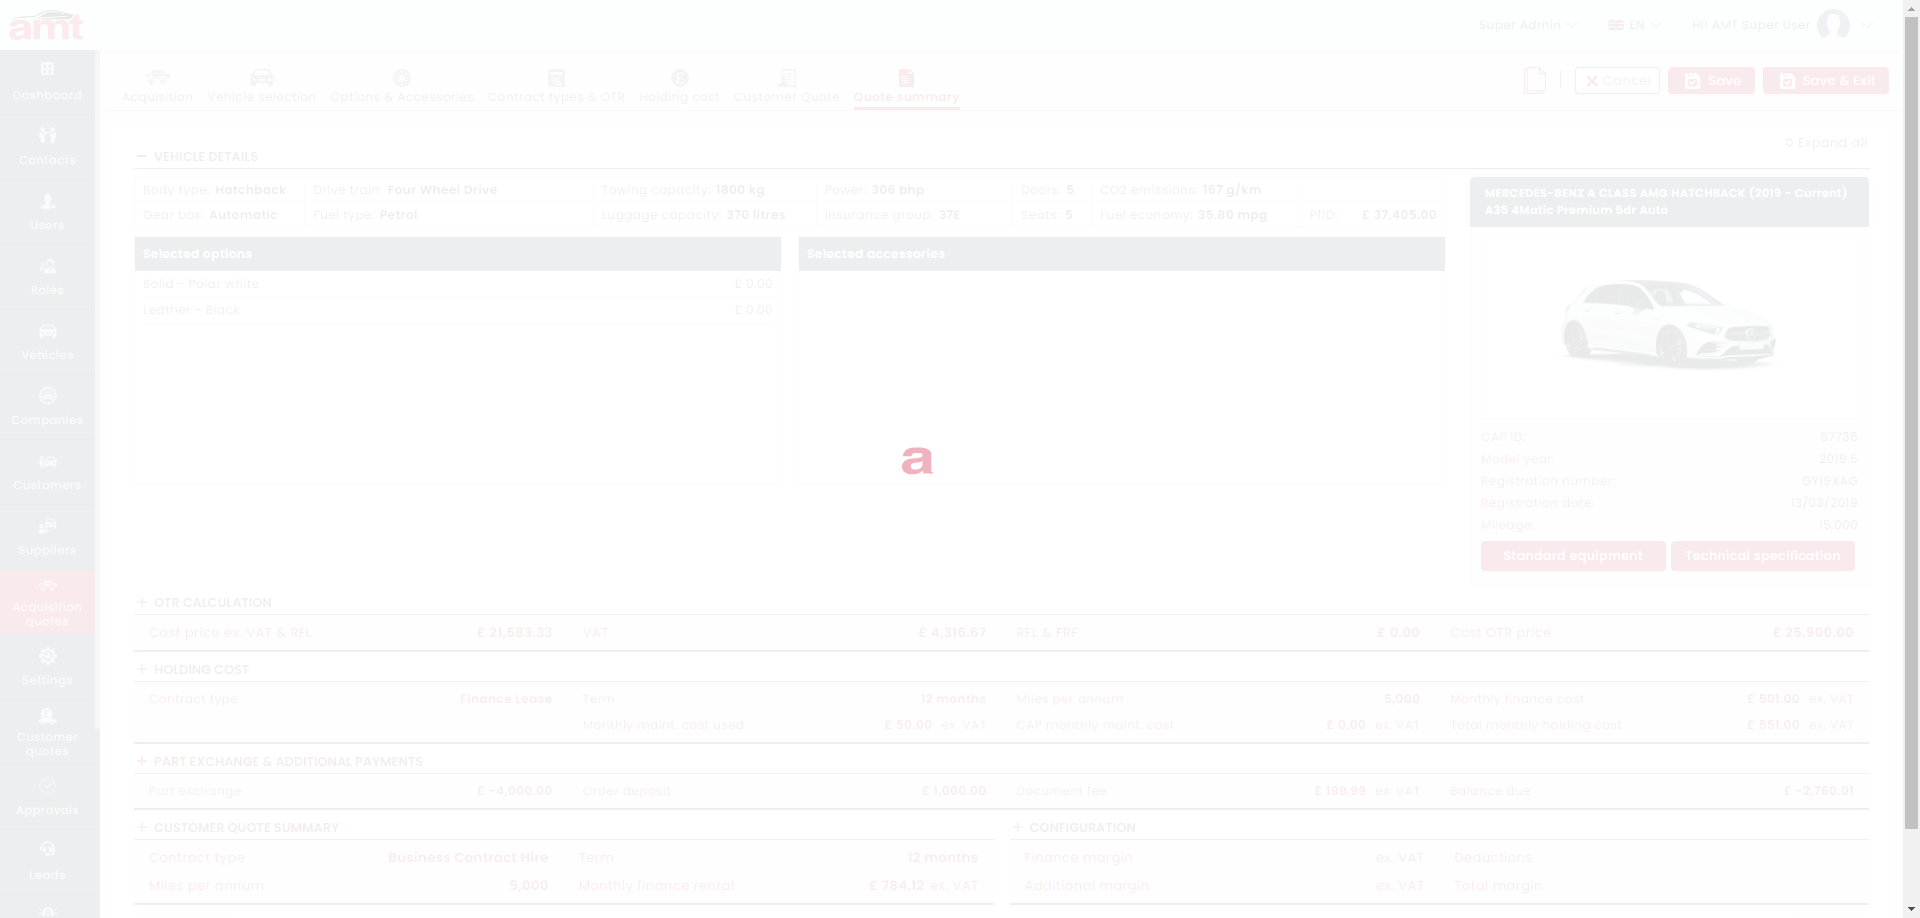 amt
Super Admin EN Hi! AMT Super User
Dashboard
Contacts
Users
Roles
Vehicles
Companies
Customers
Suppliers
Acquisition
quotes
Settings
Customer
quotes
Approvals
Leads
Acquisition Vehicle selection Options & Accessories Contract types & OTR Holding cost Customer Quote Quote summary
Cancel Save Save & Exit
Expand all
VEHICLE DETAILS
Body type: Hatchback Drive train: Four Wheel Drive Towing capacity: 1800 kg Power: 306 bhp Doors: 5 CO2 emissions: 167 g/km
Gear box: Automatic Fuel type: Petrol Luggage capacity: 370 litres Insurance group: 37E Seats: 5 Fuel economy: 35.80 mpg P11D: £ 37,405.00
Selected options
Solid - Polar white £ 0.00
Leather - Black £ 0.00
Selected accessories
MERCEDES-BENZ A CLASS AMG HATCHBACK (2019 - Current)
A35 4Matic Premium 5dr Auto
a
CAP ID: 87736
Model year: 2019.5
Registration number: GY19XAG
Registration date: 13/03/2019
Mileage: 15,000
Standard equipment Technical specification
OTR CALCULATION
Cost price ex. VAT & RFL £ 21,583.33 VAT £ 4,316.67 RFL & FRF £ 0.00 Cost OTR price £ 25,900.00
HOLDING COST
Contract type Finance Lease Term 12 months Miles per annum 5,000 Monthly finance cost £ 501.00 ex. VAT
Monthly maint. cost used £ 50.00 ex. VAT CAP monthly maint. cost £ 0.00 ex. VAT Total monthly holding cost £ 551.00 ex. VAT
PART EXCHANGE & ADDITIONAL PAYMENTS
Part exchange £ -4,000.00 Order deposit £ 1,000.00 Document fee £ 199.99 ex. VAT Balance due £ -2,760.01
CUSTOMER QUOTE SUMMARY
Contract type Business Contract Hire Term 12 months
Miles per annum 5,000 Monthly finance rental £ 784.12 ex. VAT
CONFIGURATION
Finance margin ex. VAT Deductions
Additional margin ex. VAT Total margin